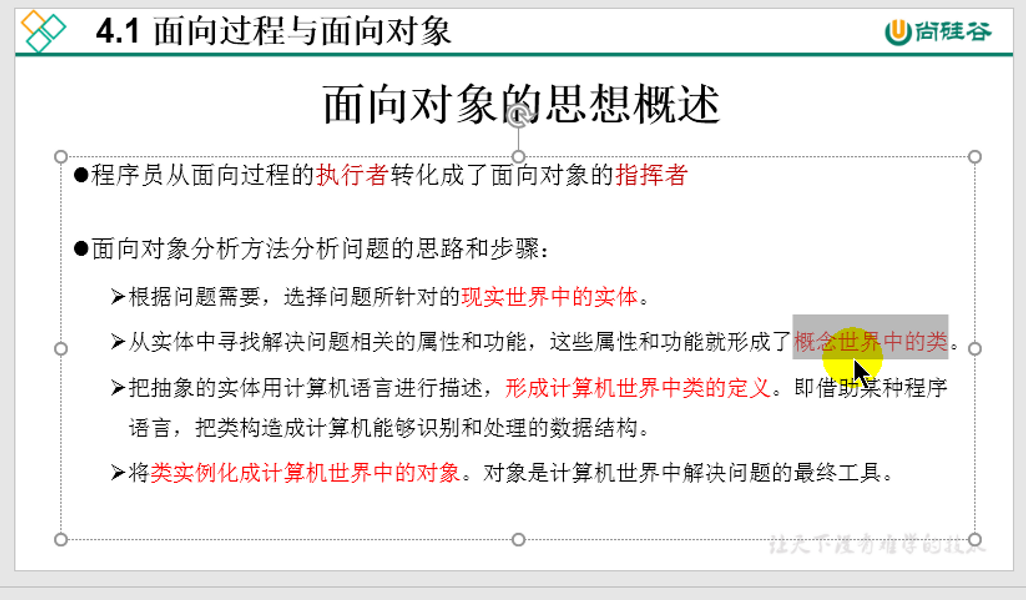 4.1 面向过程与面向对象
尚硅谷
面向对象的思想概述
●程序员从面向过程的执行者转化成了面向对象的指挥者
●面向对象分析方法分析问题的思路和步骤：
➢根据问题需要，选择问题所针对的现实世界中的实体。
➢从实体中寻找解决问题相关的属性和功能，这些属性和功能就形成了概念世界中的类。
➢把抽象的实体用计算机语言进行描述，形成计算机世界中类的定义。即借助某种程序
语言，把类构造成计算机能够识别和处理的数据结构。
➢将类实例化成计算机世界中的对象。对象是计算机世界中解决问题的最终工具。
让天下没有难学的技术